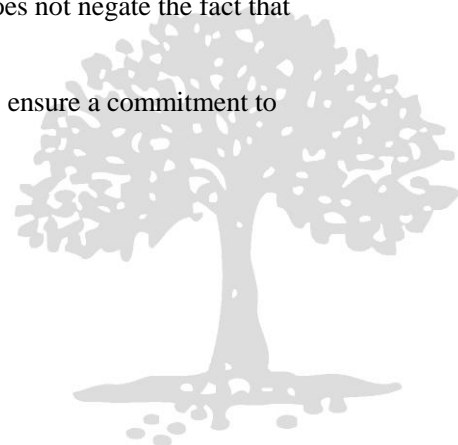 oes not negate the fact that
ensure a commitment to